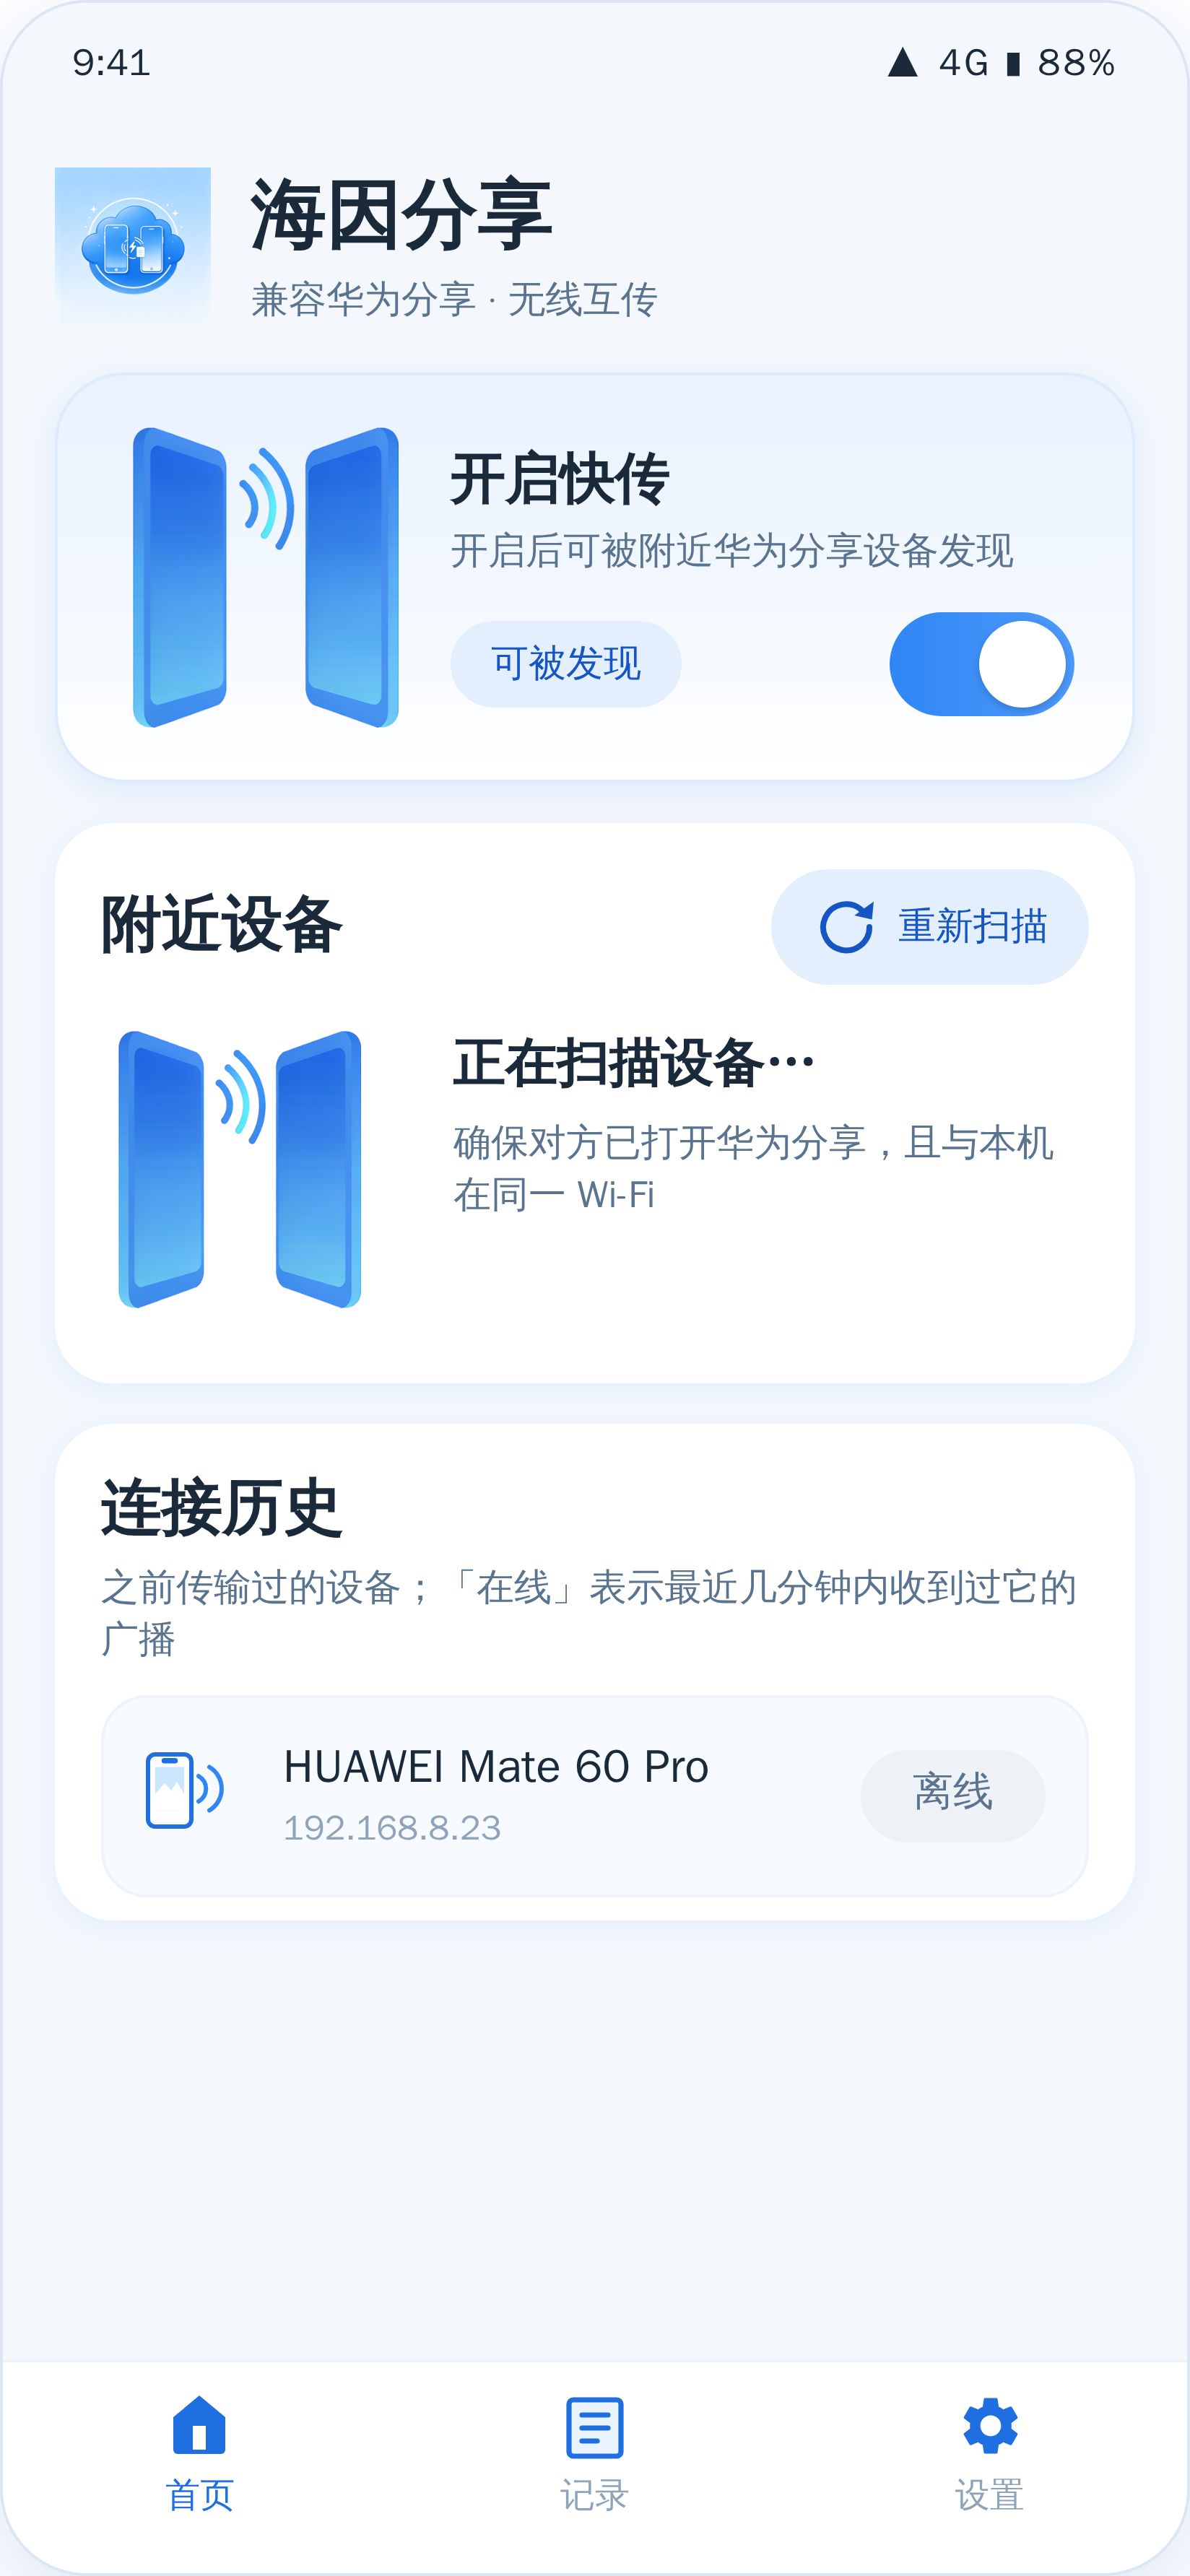 9:41
4G 88%
海因分享
兼容华为分享 · 无线互传
开启快传
开启后可被附近华为分享设备发现
可被发现
附近设备
重新扫描
正在扫描设备…
确保对方已打开华为分享，且与本机
在同一 Wi-Fi
连接历史
之前传输过的设备；「在线」表示最近几分钟内收到过它的
广播
HUAWEI Mate 60 Pro
192.168.8.23
离线
首页
记录
设置